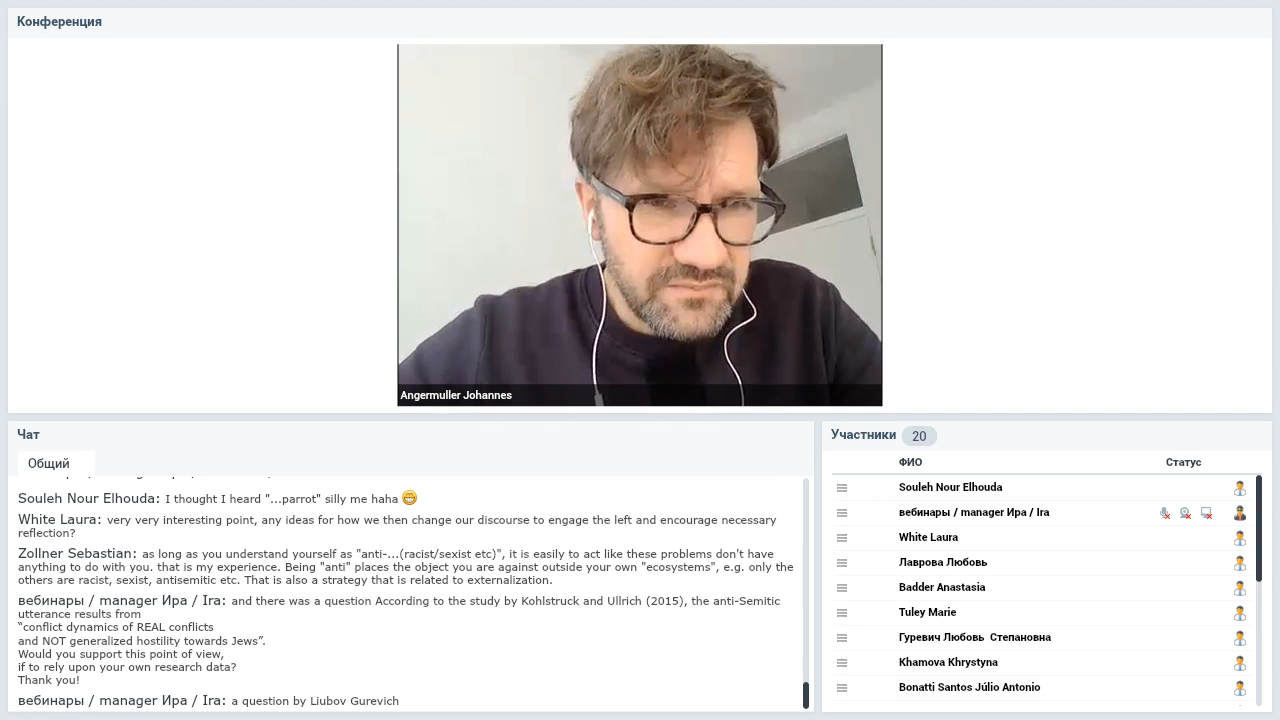 Конференция
Angermuller Johannes
Чат
Общий
Souleh Nour Elhouda: I thought I heard "...parrot" silly me haha 😁
White Laura: very very interesting point, any ideas for how we then change our discourse to engage the left and encourage necessary
reflection?
Zollner Sebastian: as long as you understand yourself as "anti-...(racist/sexist etc)", it is easily to act like these problems don't have
anything to do with you. that is my experience. Being "anti" places the object you are against outside your own "ecosystems", e.g. only the
others are racist, sexist, antisemitic etc. That is also a strategy that is related to externalization.
вебинары / manager Ира / Ira: and there was a question According to the study by Kohlstruck and Ullrich (2015), the anti-Semitic
utterance results from
“conflict dynamics of REAL conflicts
and NOT generalized hostility towards Jews”.
Would you support this point of view,
if to rely upon your own research data?
Thank you!
вебинары / manager Ира / Ira: a question by Liubov Gurevich
Участники 20
ФИО Статус
Souleh Nour Elhouda
вебинары / manager Ира / Ira
White Laura
Лаврова Любовь
Badder Anastasia
Tuley Marie
Гуревич Любовь Степановна
Khamova Khrystyna
Bonatti Santos Júlio Antonio